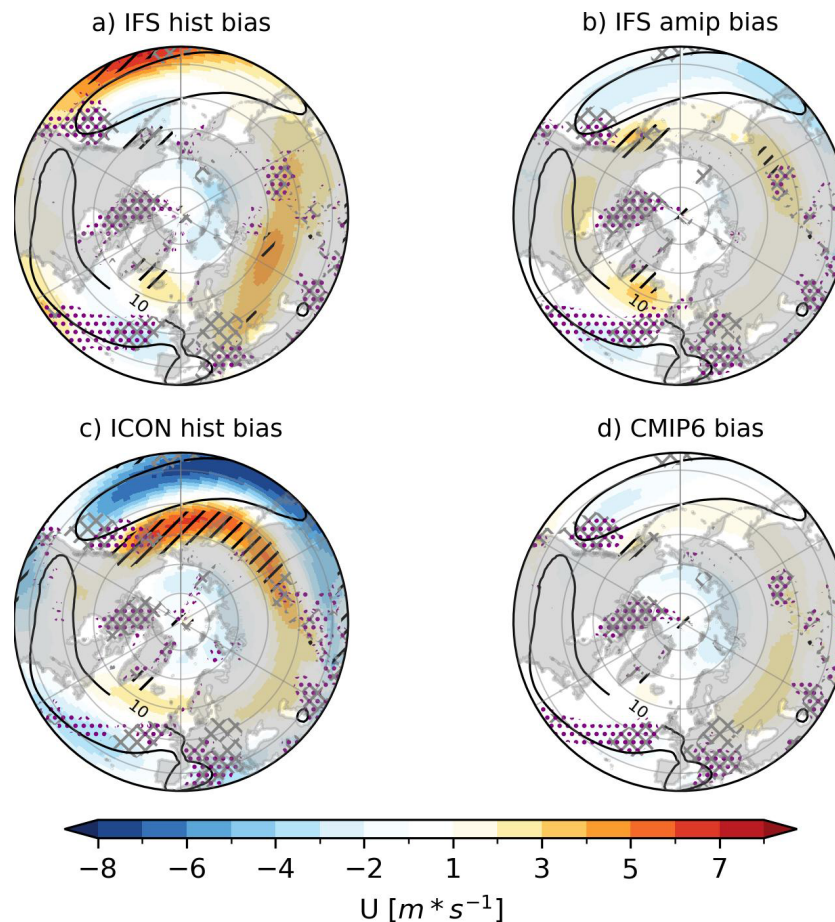 a) IFS hist bias
b) IFS amip bias
10
10
c) ICON hist bias
d) CMIP6 bias
10
10
−8 −6 −4 −2 1 3 5 7
U [m * s⁻¹]